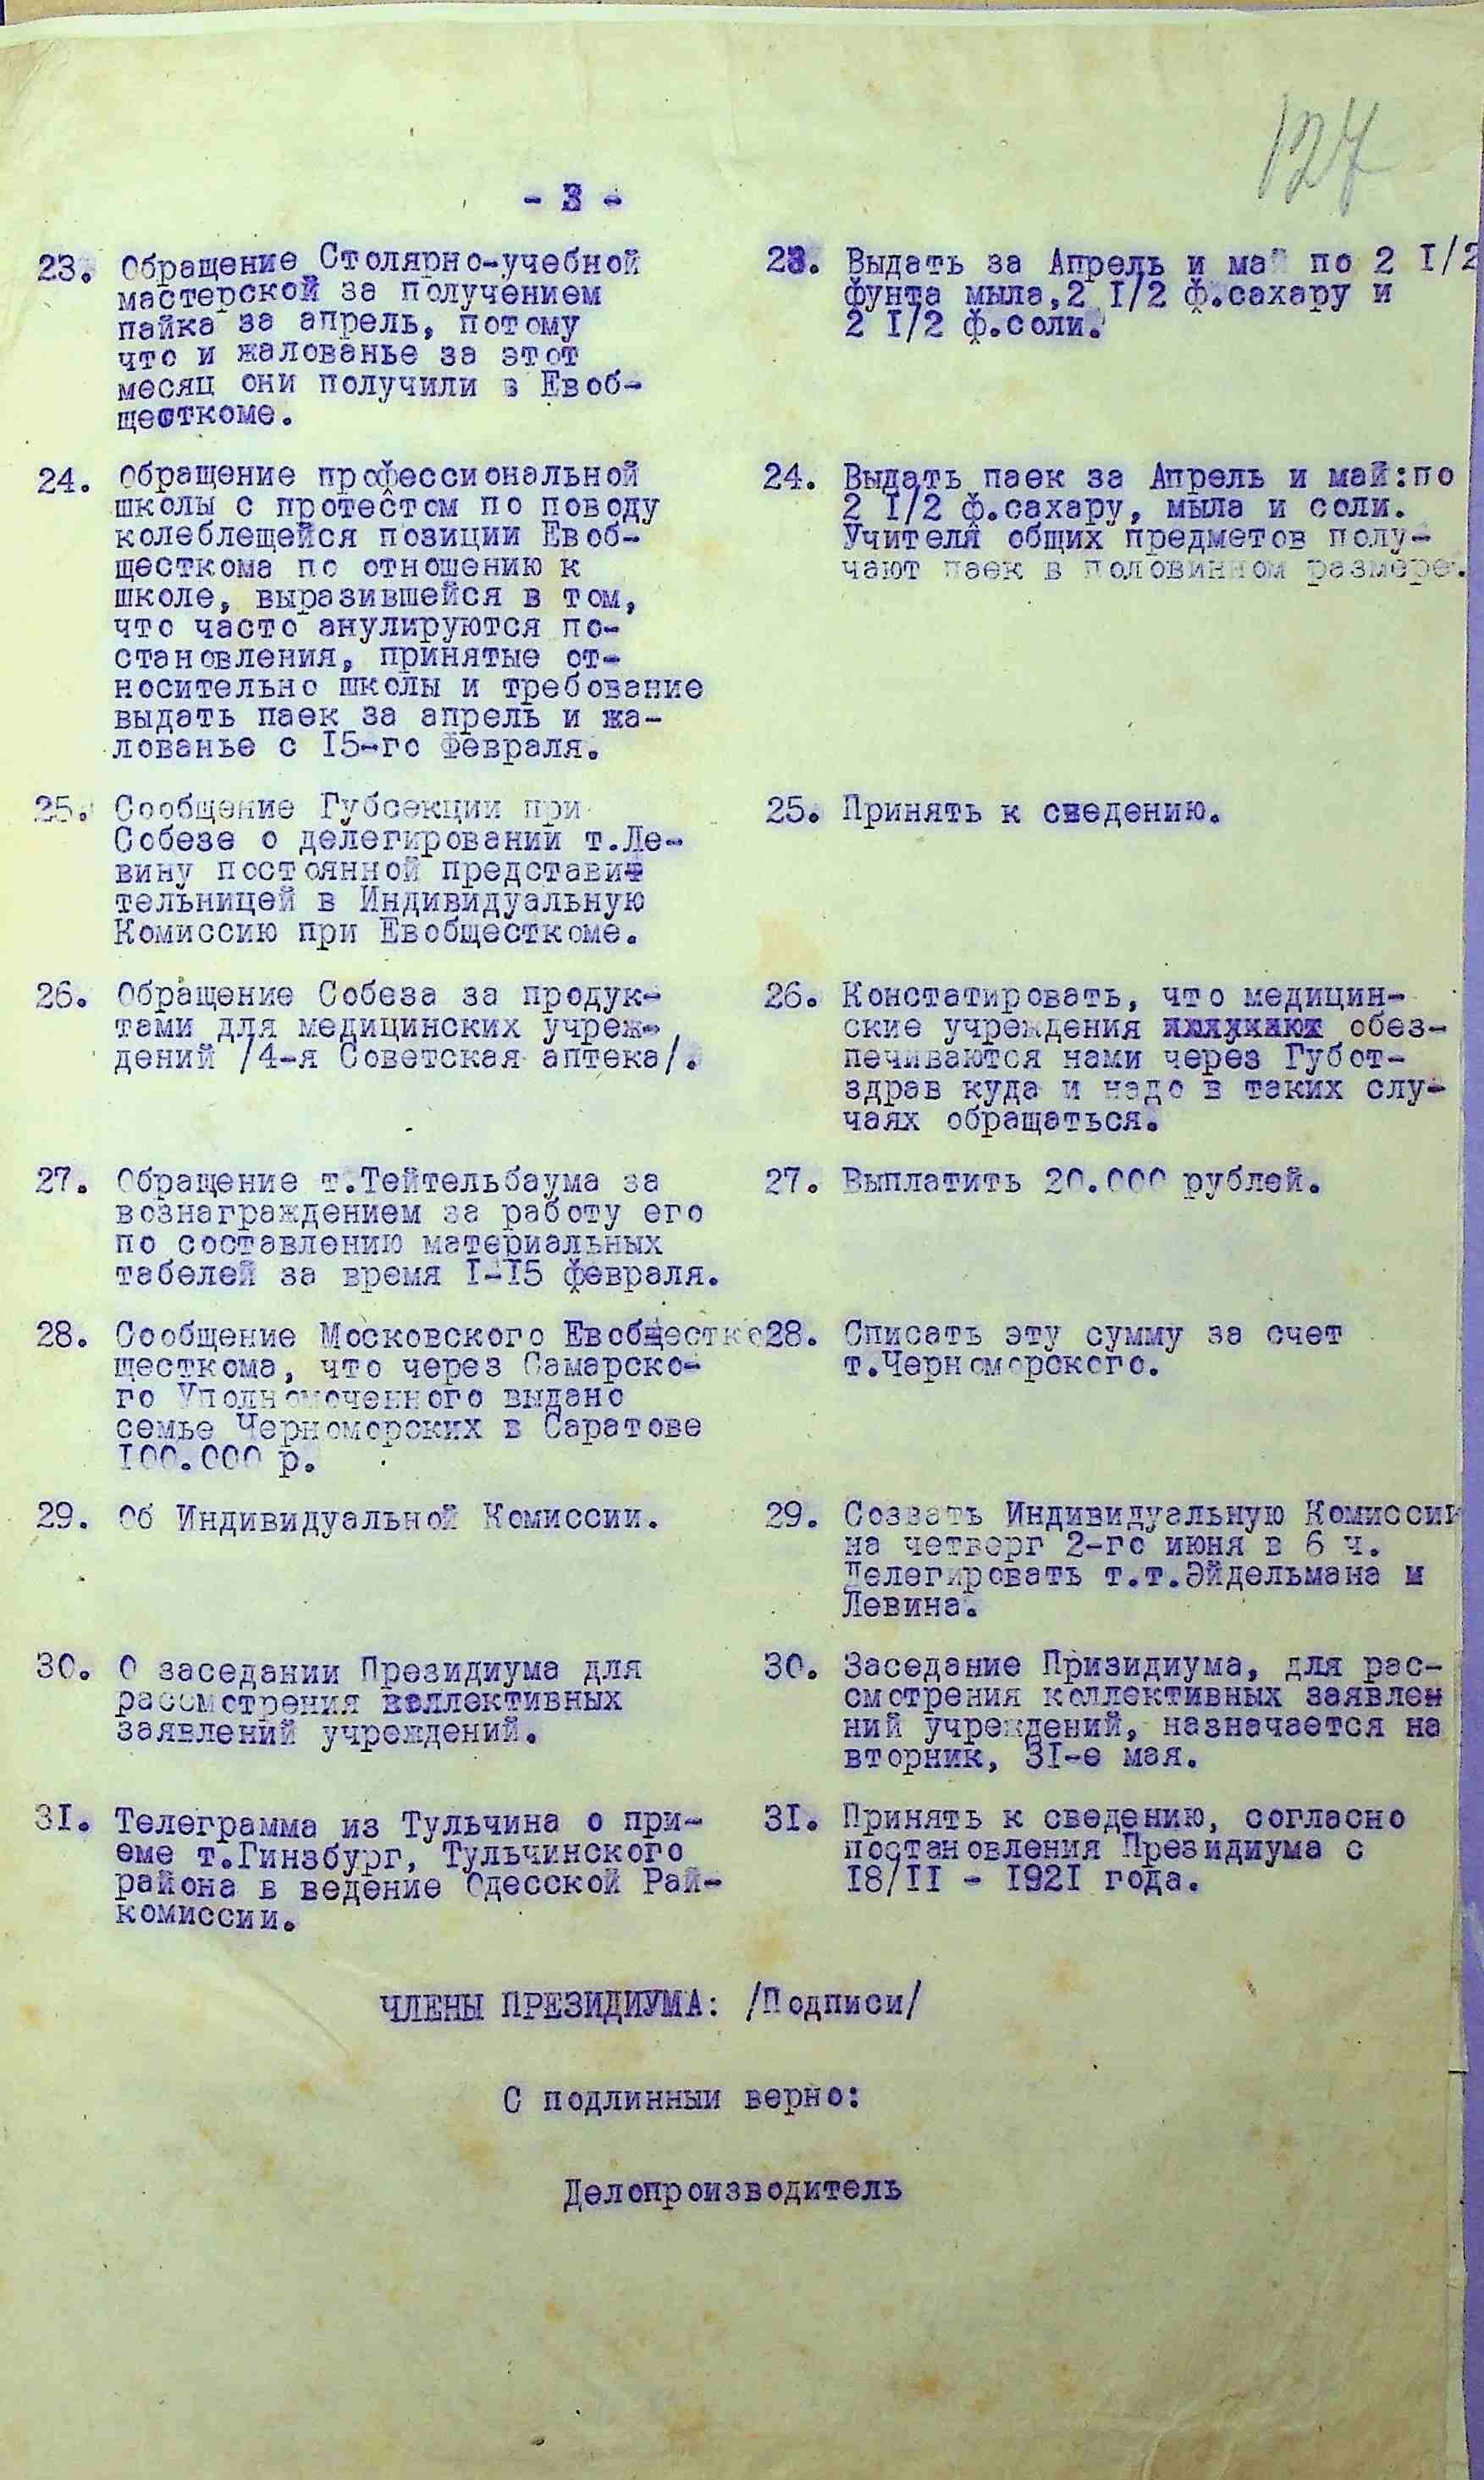 127
- 3 -
23. Обращение Столярно-учебной
мастерской за получением
пайка за апрель, потому
что и жалованье за этот
месяц они получили в Евоб-
щесткоме.
23. Выдать за Апрель и май по 2 I/2
фунта мыла,2 I/2 ф.сахару и
2 I/2 ф.соли.
24. Обращение профессиональной
школы с протестом по поводу
колеблещейся позиции Евоб-
щесткома по отношению к
школе, выразившейся в том,
что часто анулируются по-
становления, принятые от-
носительно школы и требование
выдать паек за апрель и жа-
лованье с I5-го Февраля.
24. Выдать паек за Апрель и май:по
2 I/2 ф.сахару, мыла и соли.
Учителя общих предметов полу-
чают паек в половинном размере.
25. Сообщение Губсекции при
Собезе о делегировании т.Ле-
вину постоянной представит
тельницей в Индивидуальную
Комиссию при Евобщесткоме.
25. Принять к сведению.
26. Обращение Собеза за продук-
тами для медицинских учреж-
дений /4-я Советская аптека/.
26. Констатировать, что медицин-
ские учреждения обез-
печиваются нами через Губот-
здрав куда и надо в таких слу-
чаях обращаться.
27. Обращение т.Тейтельбаума за
вознаграждением за работу его
по составлению материальных
табелей за время I-I5 февраля.
27. Выплатить 20.000 рублей.
28. Сообщение Московского Евобщестко
щесткома, что через Самарско-
го Уполномоченного выдано
семье Черноморских в Саратове
I00.000 р.
28. Списать эту сумму за счет
т.Черноморского.
29. Об Индивидуальной Комиссии.
29. Созвать Индивидуальную Комиссии
на четверг 2-го июня в 6 ч.
Делегировать т.т.Эйдельмана и
Левина.
30. О заседании Президиума для
рассмотрения коллективных
заявлений учреждений.
30. Заседание Призидиума, для рас-
смотрения коллективных заявлен
ний учреждений, назначается на
вторник, 3I-е мая.
3I. Телеграмма из Тульчина о при-
еме т.Гинзбург, Тульчинского
района в ведение Одесской Рай-
комиссии.
3I. Принять к сведению, согласно
постановления Президиума с
I8/II - I92I года.
ЧЛЕНЫ ПРЕЗИДИУМА: /Подписи/
С подлинныи верно:
Делопроизводитель